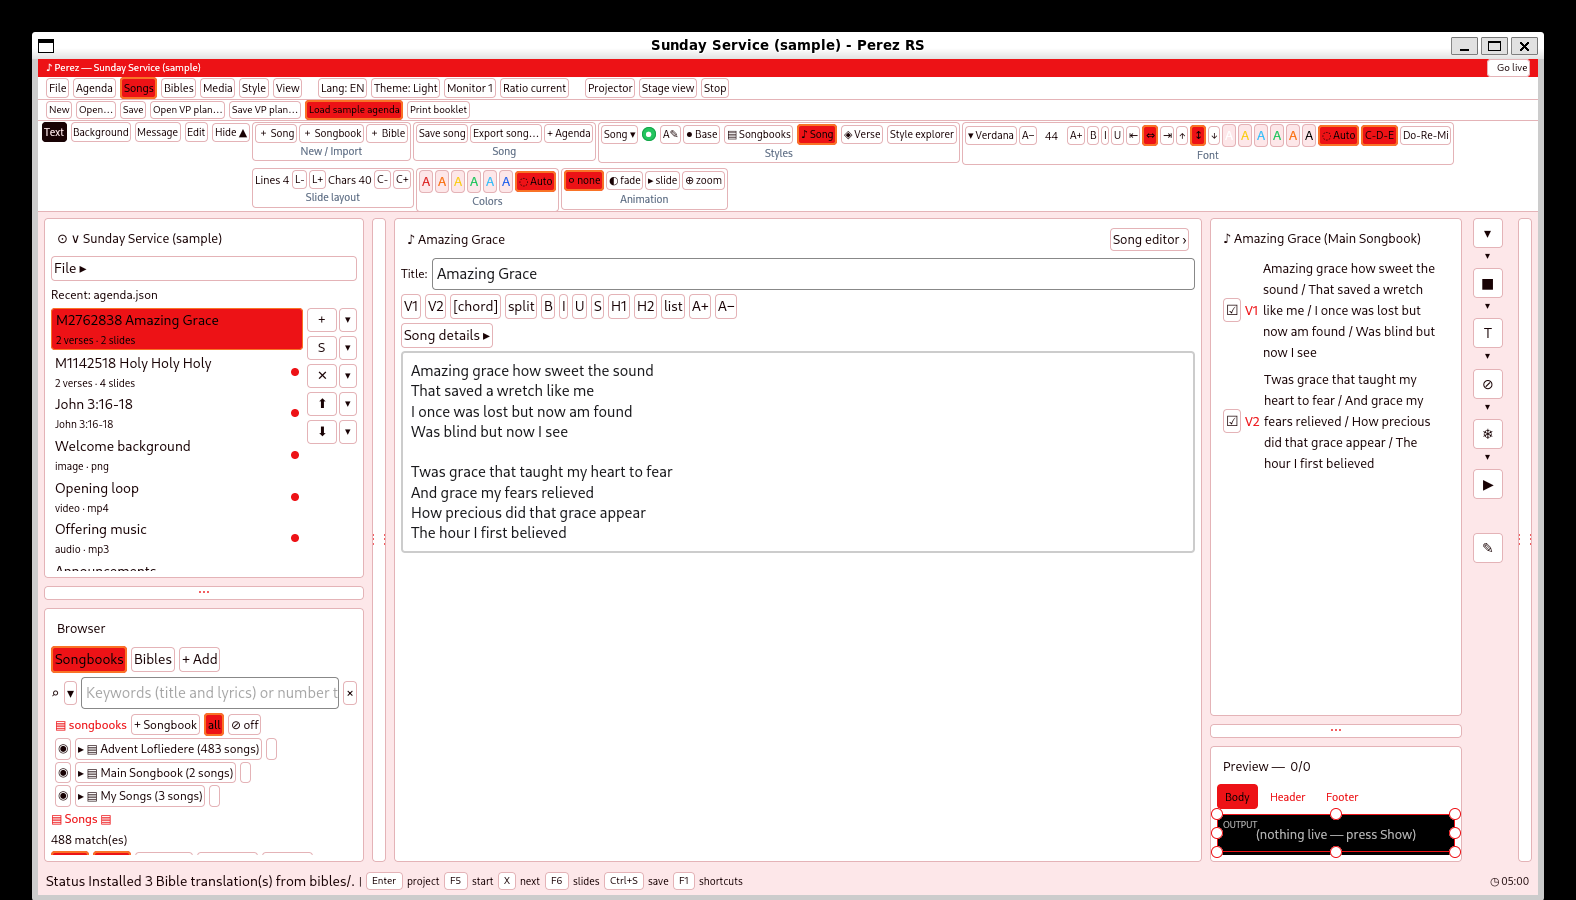 Sunday Service (sample) - Perez RS
♪ Perez — Sunday Service (sample)
Go live
File Agenda Songs Bibles Media Style View Lang: EN Theme: Light Monitor 1 Ratio current Projector Stage view Stop
New Open... Save Open VP plan... Save VP plan... Load sample agenda Print booklet
Text Background Message Edit Hide ▲
+ Song + Songbook + Bible
New / Import
Save song Export song... + Agenda
Song
Song ▾ A✎ ● Base ▤ Songbooks ♪ Song ◈ Verse Style explorer
Styles
▾ Verdana A− 44 A+ B I U ⇤ ⇔ ⇥ ↑ ↕ ↓ A A A A A A ◌ Auto C-D-E Do-Re-Mi
Font
Lines 4 L- L+ Chars 40 C- C+
Slide layout
A A A A A A ◌ Auto
Colors
○ none ◐ fade ▸ slide ⊕ zoom
Animation
⊙ ∨ Sunday Service (sample)
File ▸
Recent: agenda.json
M2762838 Amazing Grace
2 verses · 2 slides
M1142518 Holy Holy Holy
2 verses · 4 slides
John 3:16-18
John 3:16-18
Welcome background
image · png
Opening loop
video · mp4
Offering music
audio · mp3
Announcements
+ ▾
S ▾
✕ ▾
⬆ ▾
⬇ ▾
Browser
Songbooks Bibles + Add
⌕ ▾ Keywords (title and lyrics) or number t ×
▤ songbooks + Songbook all ⊘ off
◉ ▸ ▤ Advent Lofliedere (483 songs)
◉ ▸ ▤ Main Songbook (2 songs)
◉ ▸ ▤ My Songs (3 songs)
▤ Songs ▤
488 match(es)
♪ Amazing Grace
Song editor ›
Title: Amazing Grace
V1 V2 [chord] split B I U S H1 H2 list A+ A−
Song details ▸
Amazing grace how sweet the sound
That saved a wretch like me
I once was lost but now am found
Was blind but now I see
Twas grace that taught my heart to fear
And grace my fears relieved
How precious did that grace appear
The hour I first believed
♪ Amazing Grace (Main Songbook)
Amazing grace how sweet the
sound / That saved a wretch
☑ V1 like me / I once was lost but
now am found / Was blind but
now I see
Twas grace that taught my
heart to fear / And grace my
☑ V2 fears relieved / How precious
did that grace appear / The
hour I first believed
T
Preview — 0/0
Body Header Footer
OUTPUT
(nothing live — press Show)
Status Installed 3 Bible translation(s) from bibles/. | Enter project F5 start X next F6 slides Ctrl+S save F1 shortcuts
◷ 05:00